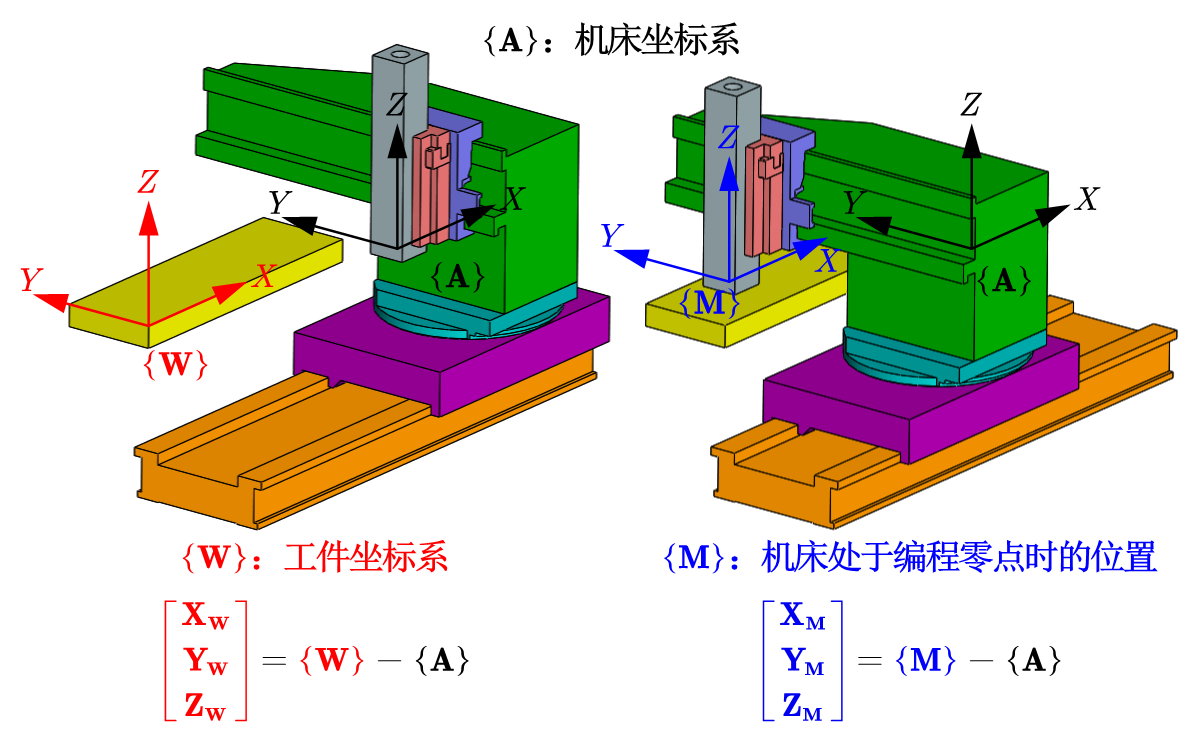 {A}：机床坐标系
Z
Y
X
{A}
Z
Y
X
{W}
Z
Y
X
{A}
Z
Y
X
{M}
{W}：工件坐标系
{M}：机床处于编程零点时的位置
[X_W
Y_W
Z_W] = {W} − {A}
[X_M
Y_M
Z_M] = {M} − {A}